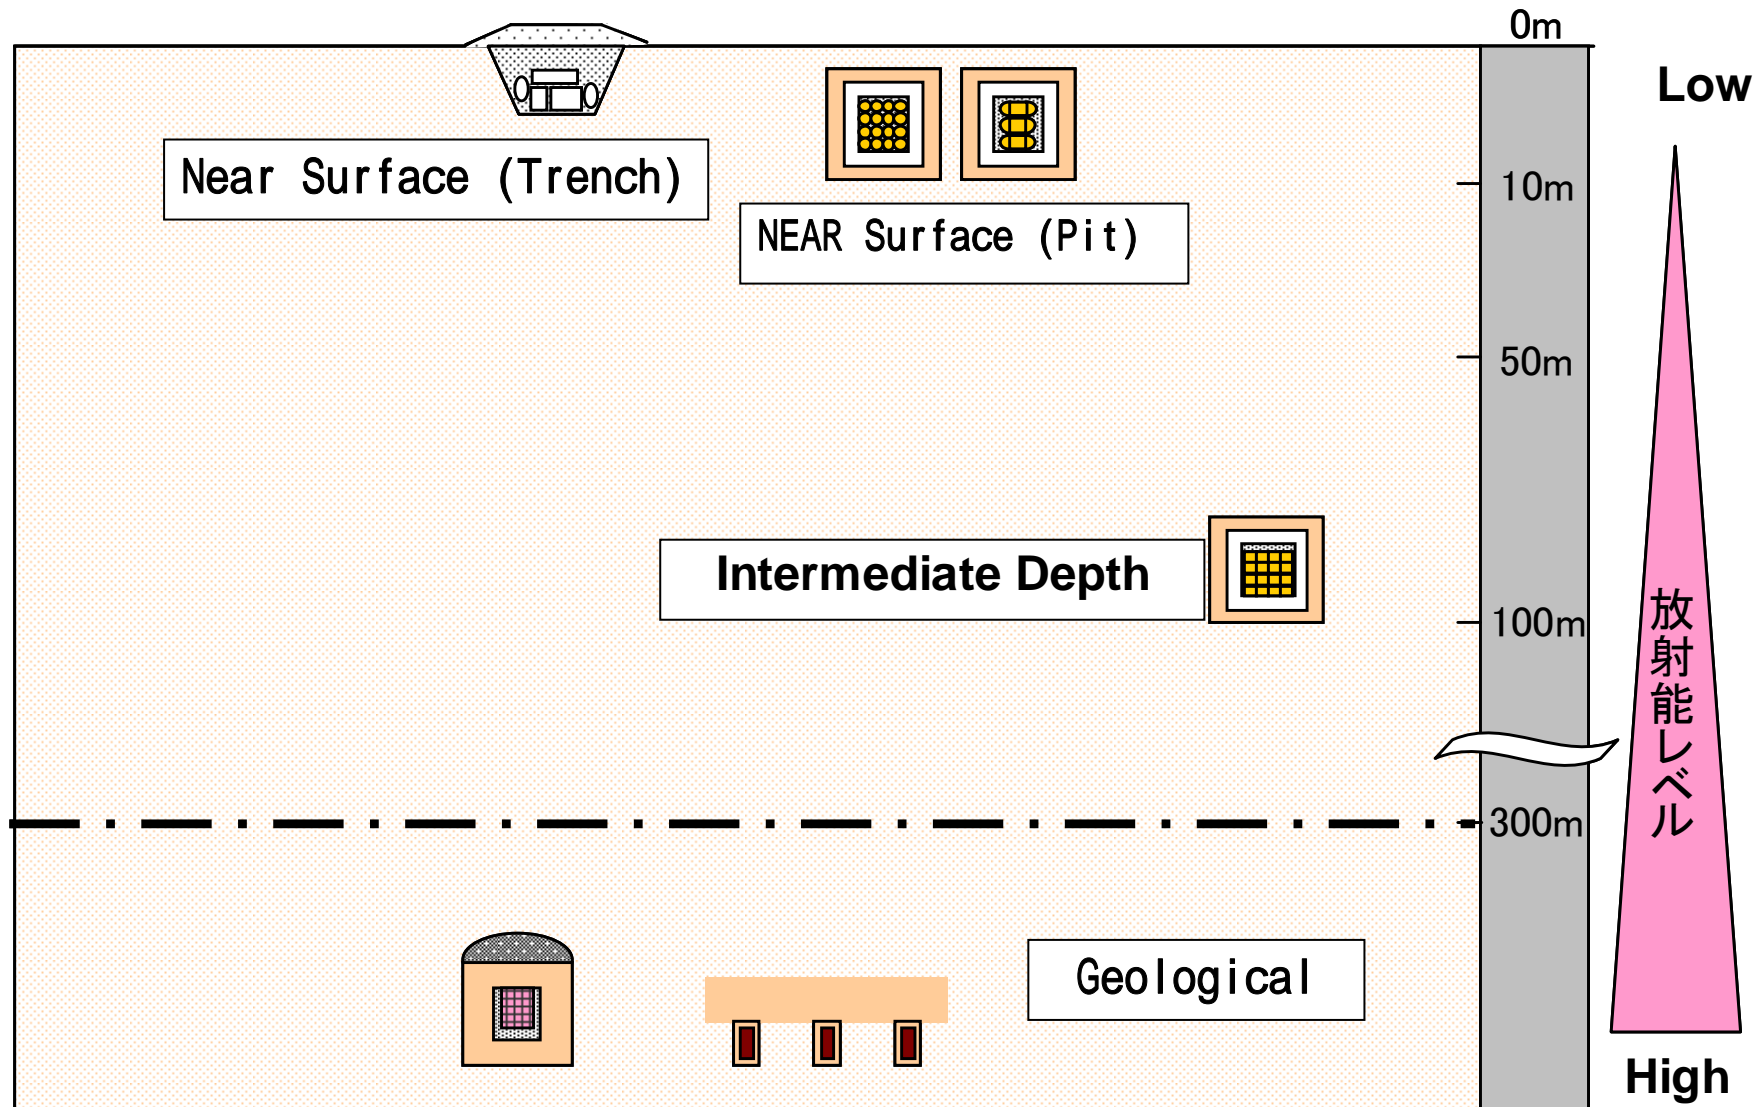 0m
Low
Near Surface (Trench)
10m
NEAR Surface (Pit)
50m
Intermediate Depth
100m
放射能レベル
300m
Geological
High